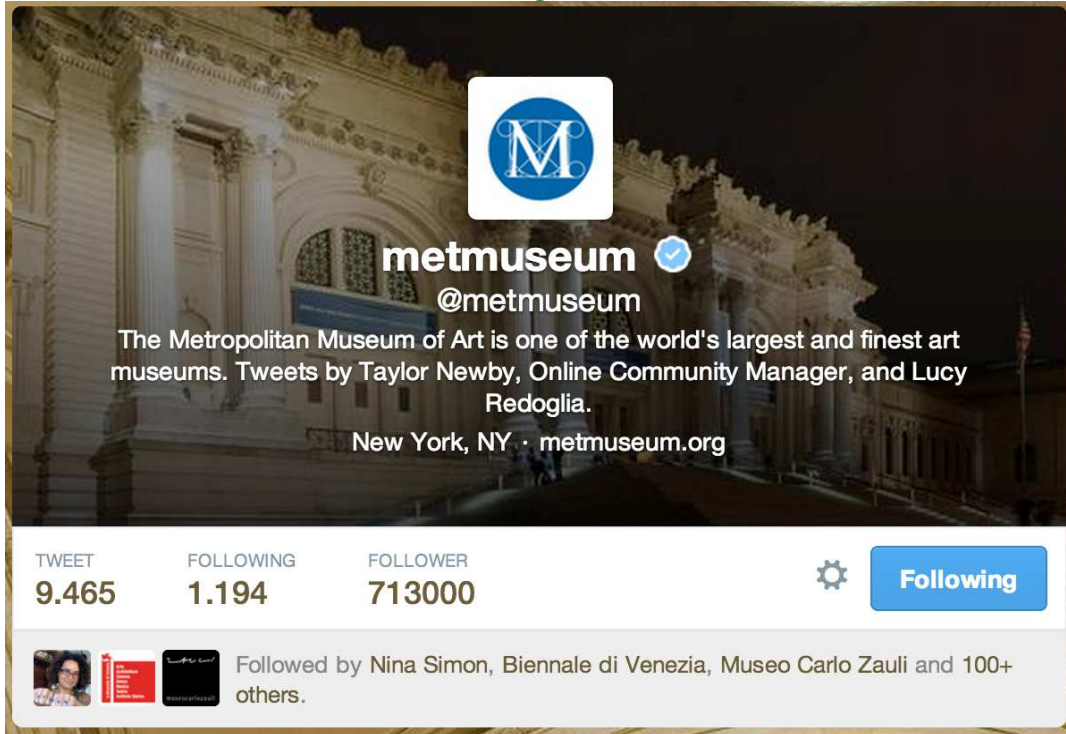 M
metmuseum
@metmuseum
The Metropolitan Museum of Art is one of the world's largest and finest art
museums. Tweets by Taylor Newby, Online Community Manager, and Lucy
Redoglia.
New York, NY · metmuseum.org
TWEET FOLLOWING FOLLOWER
9.465 1.194 713000
Following
museocarlozauli
Followed by Nina Simon, Biennale di Venezia, Museo Carlo Zauli and 100+
others.